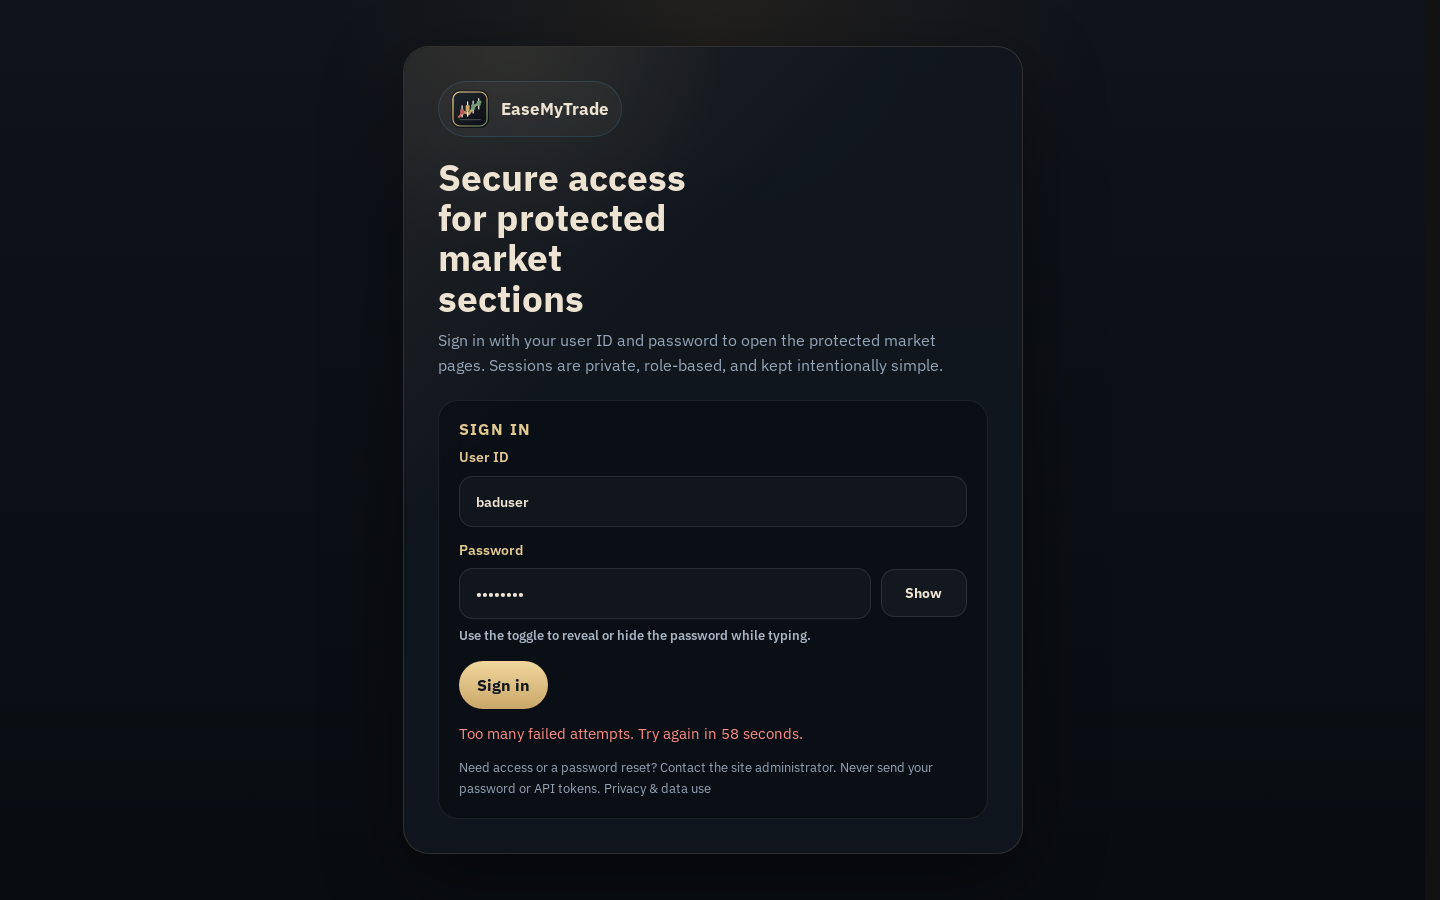 EaseMyTrade
Secure access
for protected
market
sections
Sign in with your user ID and password to open the protected market
pages. Sessions are private, role-based, and kept intentionally simple.
SIGN IN
User ID
baduser
Password
••••••••
Show
Use the toggle to reveal or hide the password while typing.
Sign in
Too many failed attempts. Try again in 58 seconds.
Need access or a password reset? Contact the site administrator. Never send your
password or API tokens. Privacy & data use